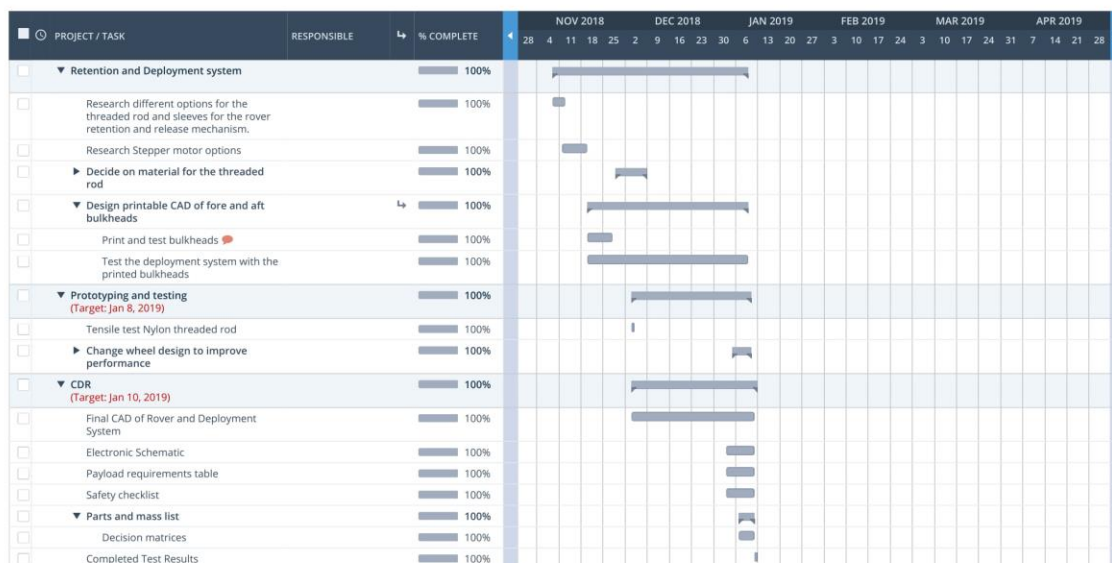 NOV 2018 DEC 2018 JAN 2019 FEB 2019 MAR 2019 APR 2019
PROJECT / TASK RESPONSIBLE % COMPLETE 28 4 11 18 25 2 9 16 23 30 6 13 20 27 3 10 17 24 3 10 17 24 31 7 14 21 28
Retention and Deployment system 100%
Research different options for the
threaded rod and sleeves for the rover
retention and release mechanism.
100%
Research Stepper motor options 100%
Decide on material for the threaded
rod
100%
Design printable CAD of fore and aft
bulkheads
100%
Print and test bulkheads 100%
Test the deployment system with the
printed bulkheads
100%
Prototyping and testing 100%
(Target: Jan 8, 2019)
Tensile test Nylon threaded rod 100%
Change wheel design to improve
performance
100%
CDR 100%
(Target: Jan 10, 2019)
Final CAD of Rover and Deployment
System
100%
Electronic Schematic 100%
Payload requirements table 100%
Safety checklist 100%
Parts and mass list 100%
Decision matrices 100%
Completed Test Results 100%